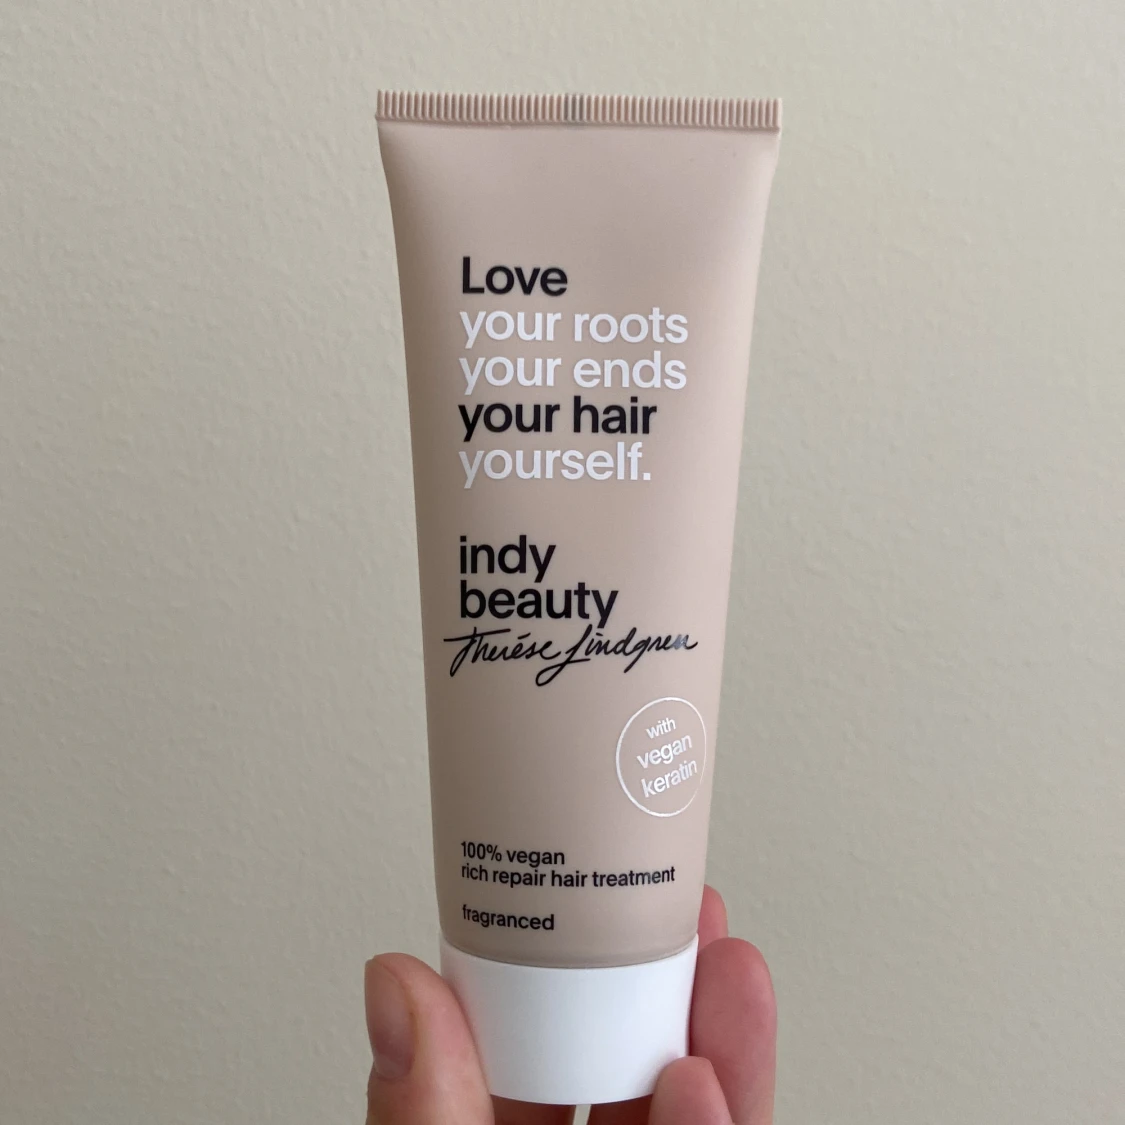 Love
your roots
your ends
your hair
yourself.
indy
beauty
Therése Lindgren
with
vegan
keratin
100% vegan
rich repair hair treatment
fragranced